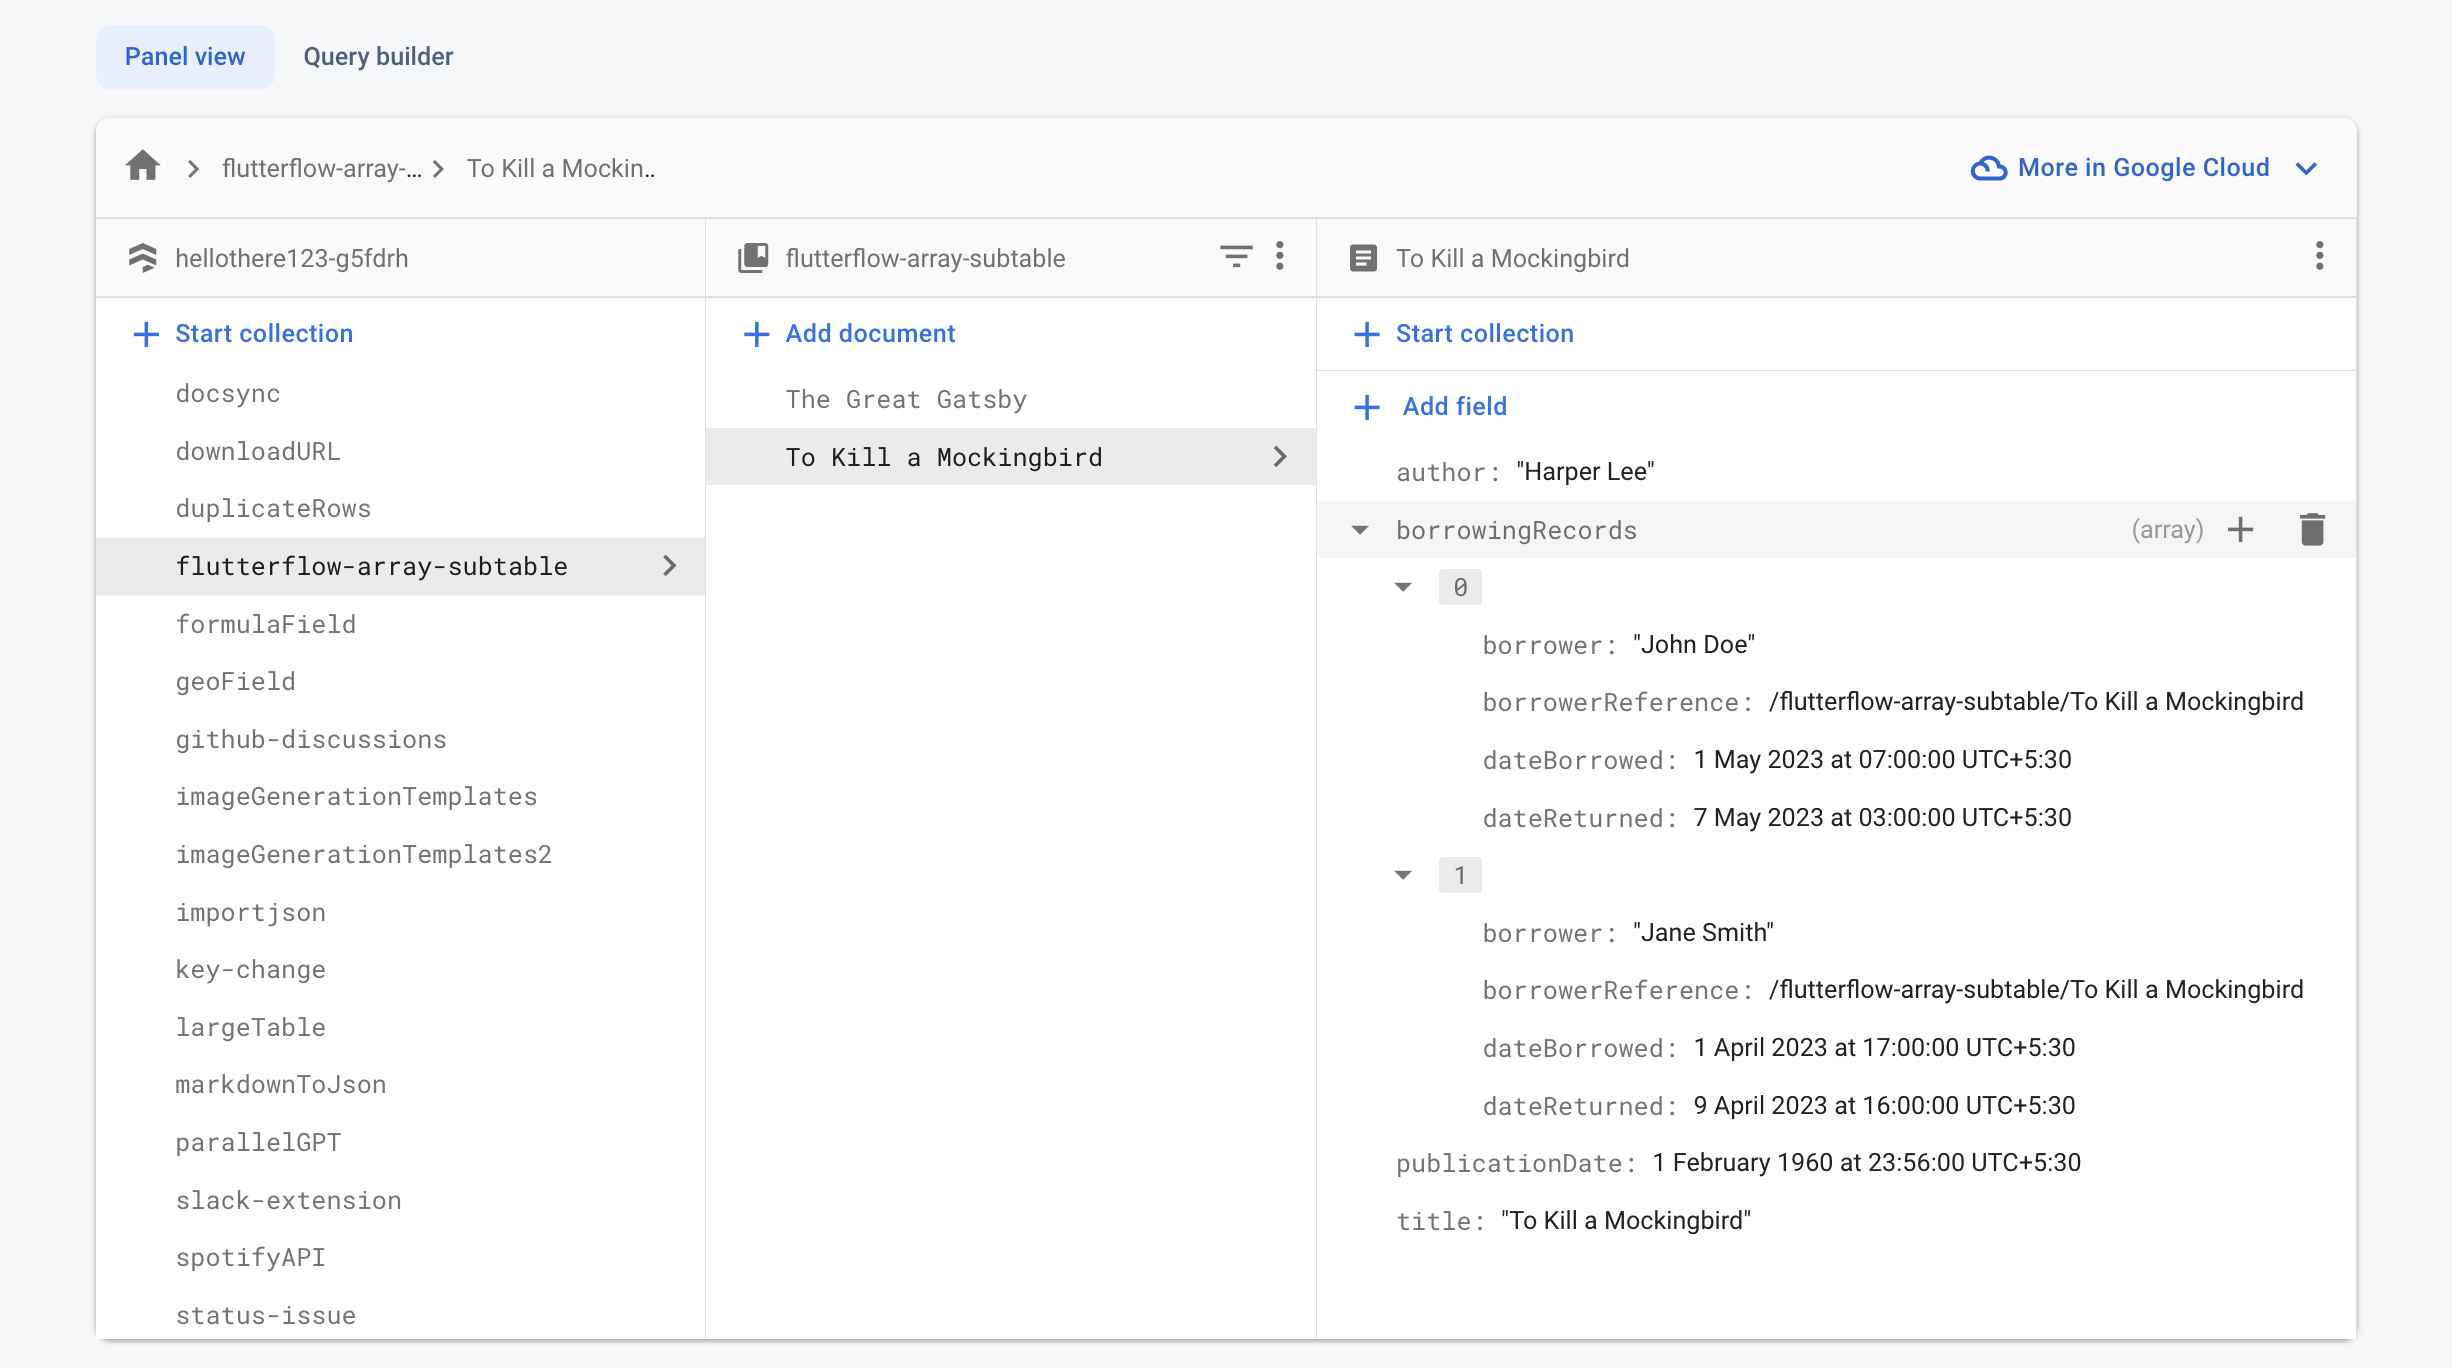 Panel view
Query builder
flutterflow-array-...
To Kill a Mockin..
More in Google Cloud
hellothere123-g5fdrh
Start collection
docsync
downloadURL
duplicateRows
flutterflow-array-subtable
formulaField
geoField
github-discussions
imageGenerationTemplates
imageGenerationTemplates2
importjson
key-change
largeTable
markdownToJson
parallelGPT
slack-extension
spotifyAPI
status-issue
flutterflow-array-subtable
Add document
The Great Gatsby
To Kill a Mockingbird
To Kill a Mockingbird
Start collection
Add field
author: "Harper Lee"
borrowingRecords (array)
0
borrower: "John Doe"
borrowerReference: /flutterflow-array-subtable/To Kill a Mockingbird
dateBorrowed: 1 May 2023 at 07:00:00 UTC+5:30
dateReturned: 7 May 2023 at 03:00:00 UTC+5:30
1
borrower: "Jane Smith"
borrowerReference: /flutterflow-array-subtable/To Kill a Mockingbird
dateBorrowed: 1 April 2023 at 17:00:00 UTC+5:30
dateReturned: 9 April 2023 at 16:00:00 UTC+5:30
publicationDate: 1 February 1960 at 23:56:00 UTC+5:30
title: "To Kill a Mockingbird"